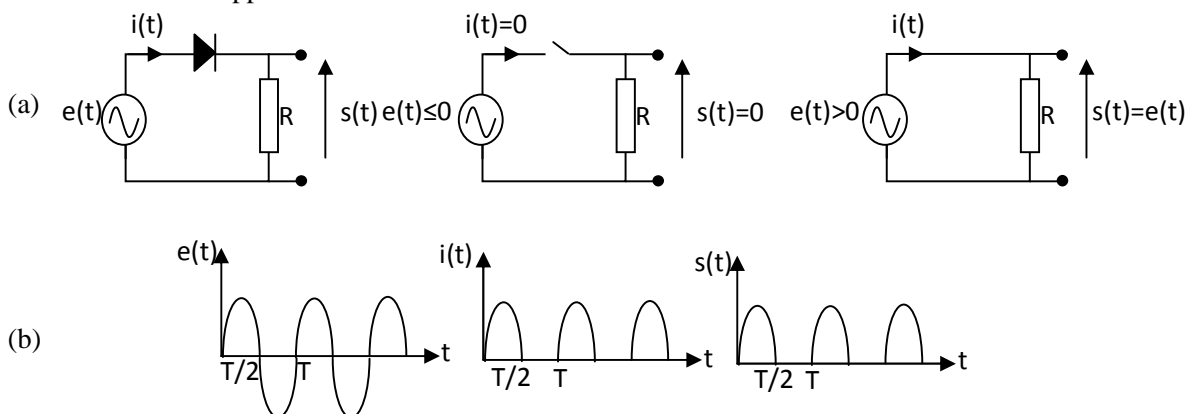 i(t) i(t)=0 i(t)
(a) e(t) R s(t) e(t)≤0 R s(t)=0 e(t)>0 R s(t)=e(t)
e(t) i(t) s(t)
(b) t t t
T/2 T T/2 T T/2 T